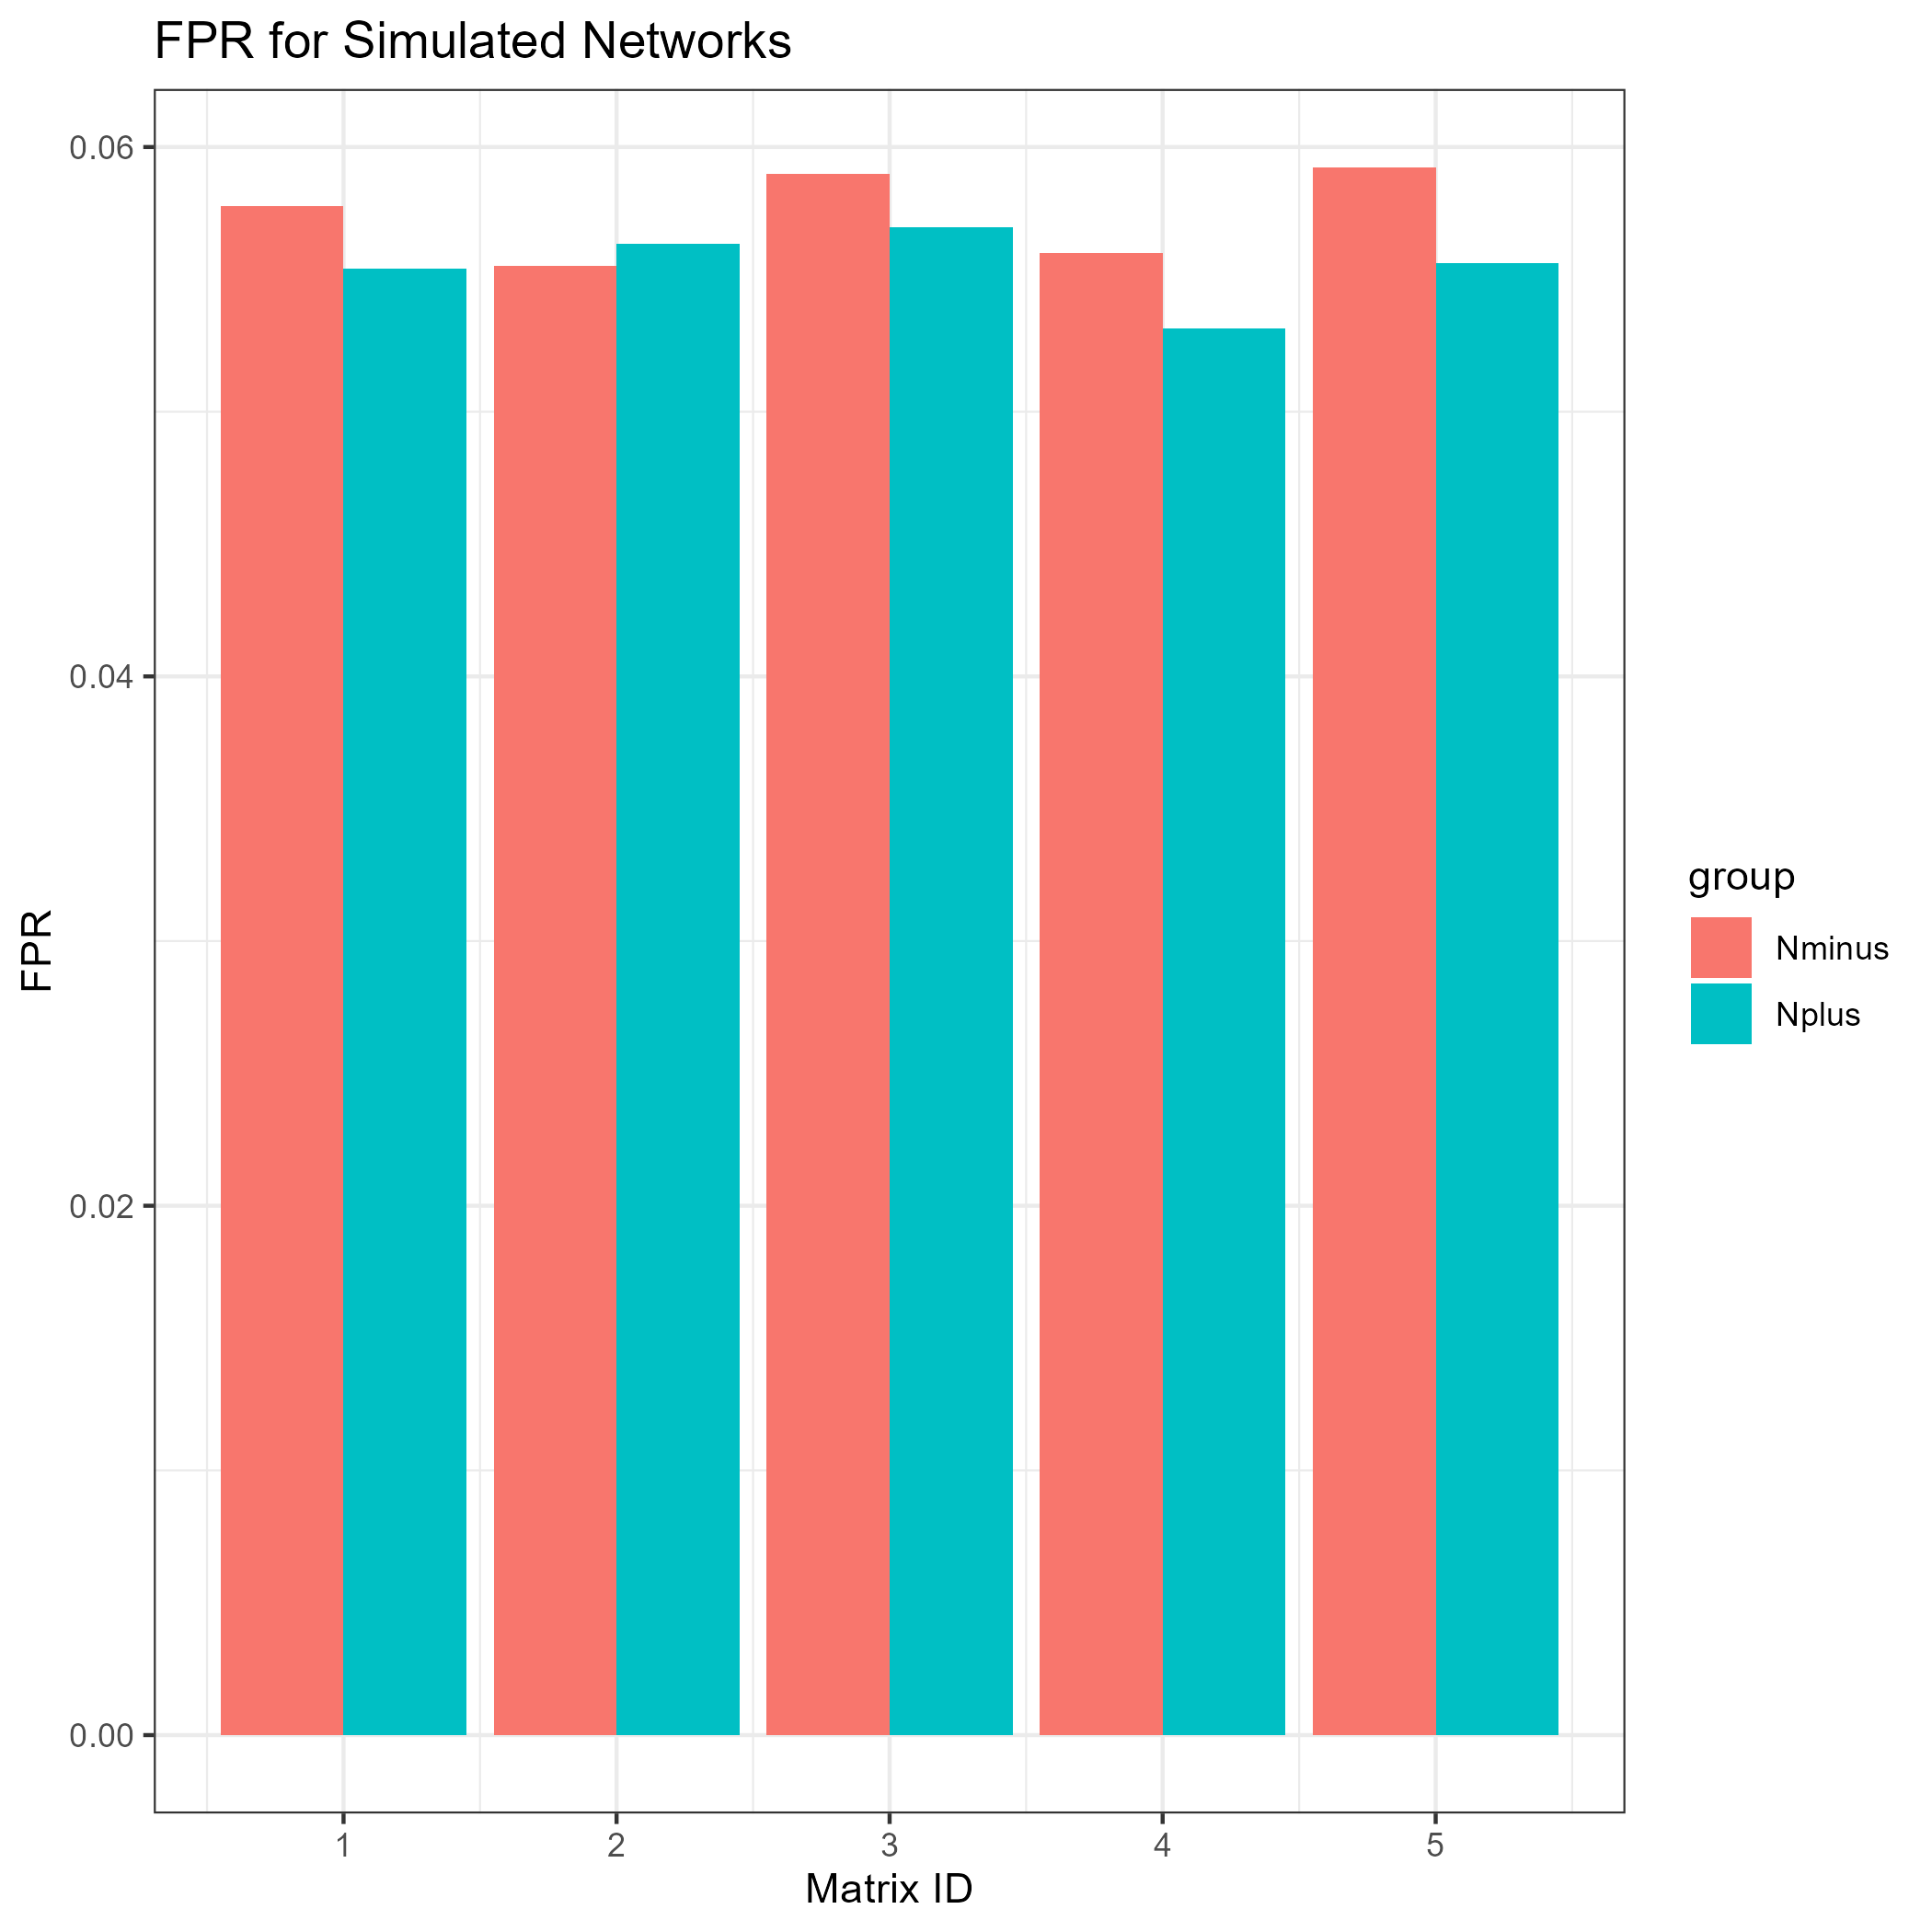 FPR for Simulated Networks
0.06
0.04
0.02
0.00
FPR
1 2 3 4 5
Matrix ID
group
Nminus
Nplus